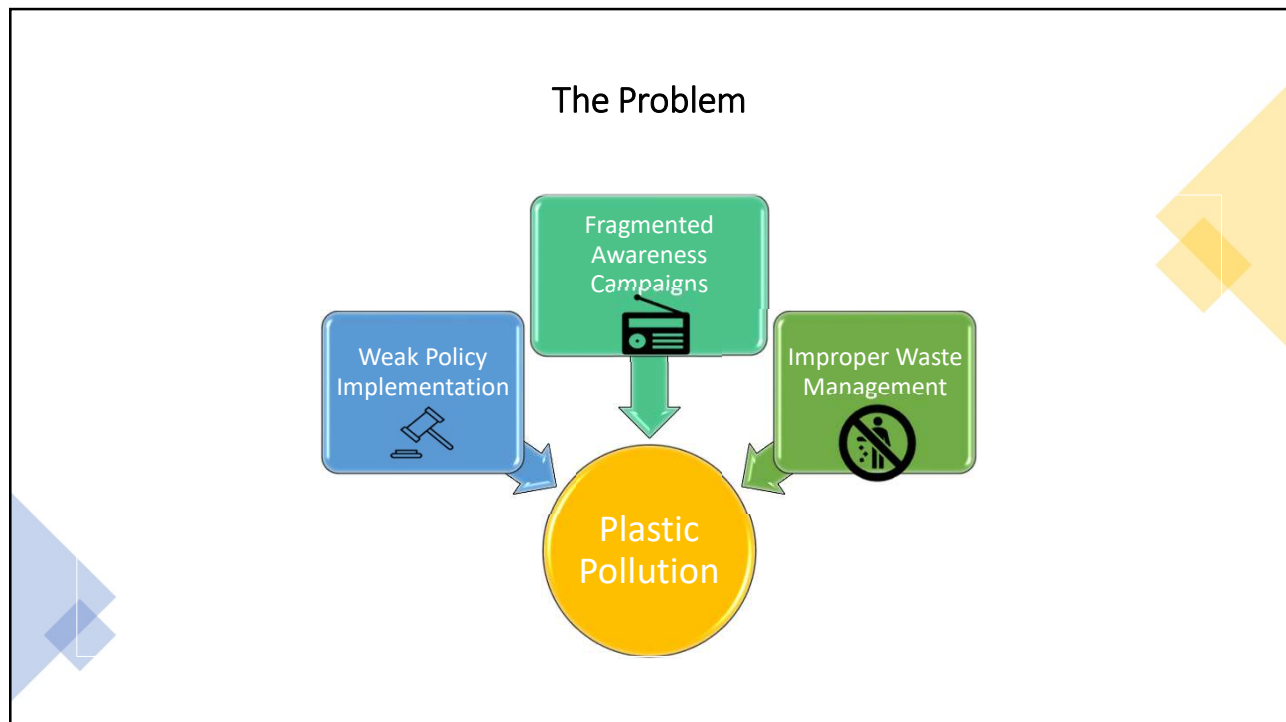 The Problem
Fragmented
Awareness
Campaigns
Weak Policy
Implementation
Improper Waste
Management
Plastic
Pollution